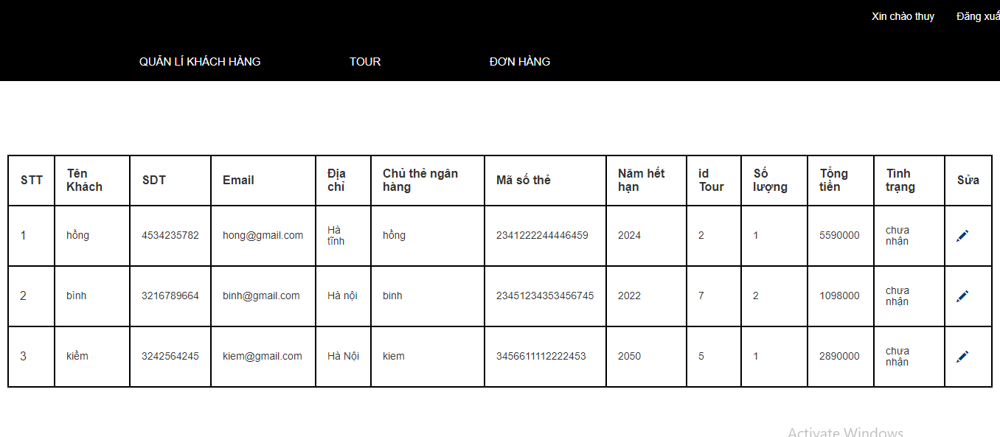 Xin chào thuy Đăng xuấ
QUẢN LÍ KHÁCH HÀNG TOUR ĐƠN HÀNG
STT Tên Khách SDT Email Địa chỉ Chủ thẻ ngân hàng Mã số thẻ Năm hết hạn id Tour Số lượng Tổng tiền Tình trạng Sửa
1 hồng 4534235782 hong@gmail.com Hà tĩnh hồng 2341222244446459 2024 2 1 5590000 chưa nhận
2 bình 3216789664 binh@gmail.com Hà nội binh 23451234353456745 2022 7 2 1098000 chưa nhận
3 kiềm 3242564245 kiem@gmail.com Hà Nội kiem 3456611112222453 2050 5 1 2890000 chưa nhận
Activate Windows